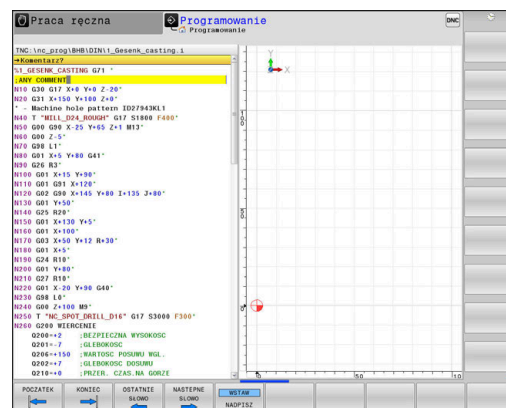 Praca ręczna
Programowanie
Programowanie
DNC
TNC:\nc_prog\BHB\DIN\1_Gesenk_casting.i
→Komentarz?
%1_GESENK_CASTING G71 *
;ANY COMMENT
N10 G30 G17 X+0 Y+0 Z-20*
N20 G31 X+150 Y+100 Z+0*
* - Machine hole pattern ID27943KL1
N40 T "MILL_D24_ROUGH" G17 S1800 F400*
N50 G00 G90 X-25 Y+65 Z+1 M13*
N60 G00 Z-5*
N70 G98 L1*
N80 G01 X+5 Y+80 G41*
N90 G26 R3*
N100 G01 X+15 Y+90*
N110 G01 G91 X+120*
N120 G02 G90 X+145 Y+80 I+135 J+80*
N130 G01 Y+50*
N140 G25 R20*
N150 G01 X+130 Y+5*
N160 G01 X+100*
N170 G03 X+50 Y+12 R+30*
N180 G01 X+5*
N190 G24 R10*
N200 G01 Y+80*
N210 G27 R10*
N220 G01 X-20 Y+90 G40*
N230 G98 L0*
N240 G00 Z+100 M9*
N250 T "NC_SPOT_DRILL_D16" G17 S3000 F300*
N260 G200 WIERCENIE
Q200=+2 ;BEZPIECZNA WYSOKOSC
Q201=-7 ;GLEBOKOSC
Q206=+150 ;WARTOSC POSUWU WGL.
Q202=+7 ;GLEBOKOSC DOSUWU
Q210=+0 ;PRZER. CZAS.NA GORZE
Y
X
100
50
0
0
50
10
POCZATEK
KONIEC
OSTATNIE
SŁOWO
NASTEPNE
SŁOWO
WSTAW
NADPISZ